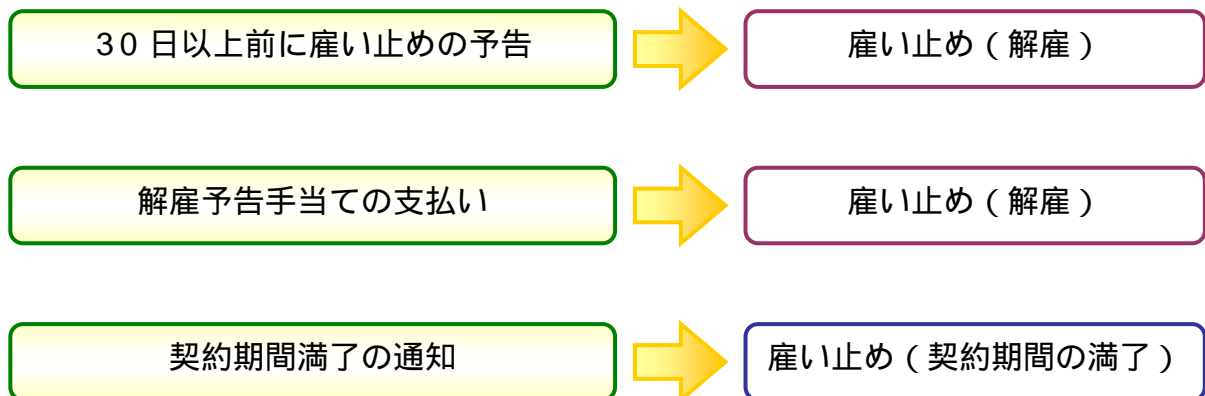 30日以上前に雇い止めの予告
雇い止め(解雇)
解雇予告手当ての支払い
雇い止め(解雇)
契約期間満了の通知
雇い止め(契約期間の満了)